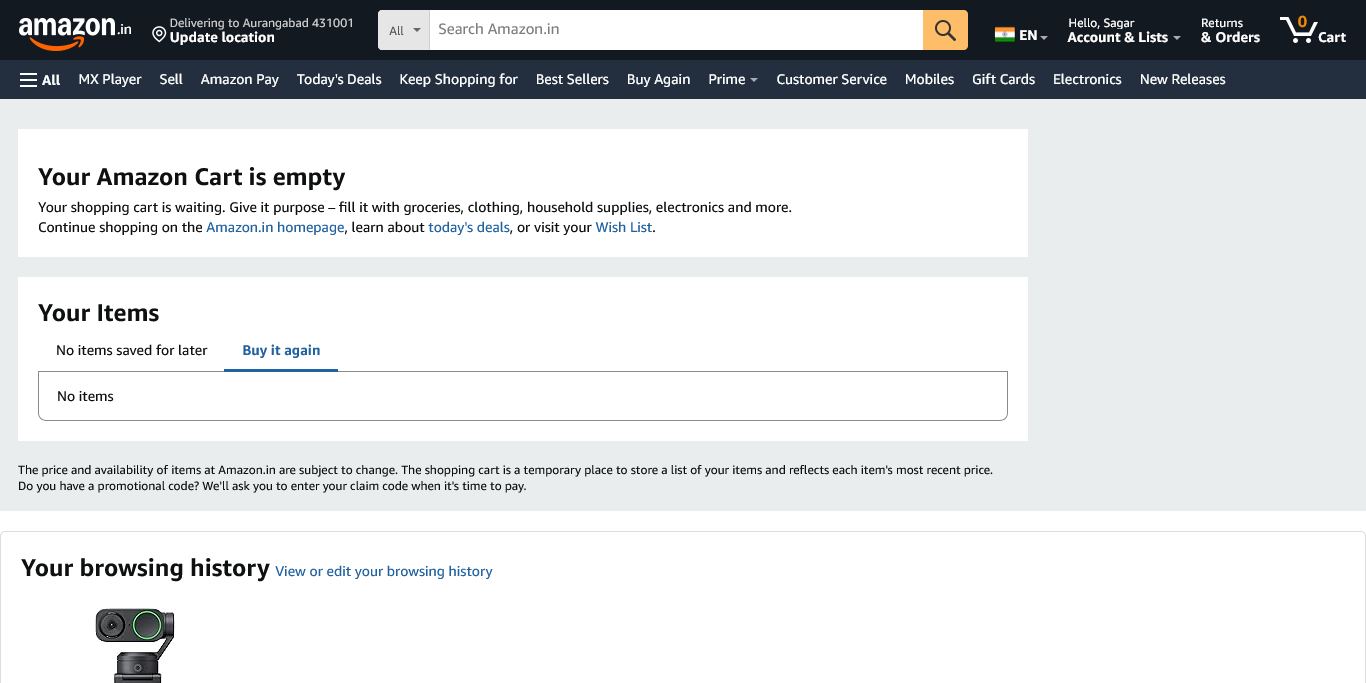 amazon.in
Delivering to Aurangabad 431001
Update location
All
Search Amazon.in
EN
Hello, Sagar
Account & Lists
Returns
& Orders
0
Cart
All MX Player Sell Amazon Pay Today's Deals Keep Shopping for Best Sellers Buy Again Prime Customer Service Mobiles Gift Cards Electronics New Releases
Your Amazon Cart is empty
Your shopping cart is waiting. Give it purpose – fill it with groceries, clothing, household supplies, electronics and more.
Continue shopping on the Amazon.in homepage, learn about today's deals, or visit your Wish List.
Your Items
No items saved for later Buy it again
No items
The price and availability of items at Amazon.in are subject to change. The shopping cart is a temporary place to store a list of your items and reflects each item's most recent price.
Do you have a promotional code? We'll ask you to enter your claim code when it's time to pay.
Your browsing history View or edit your browsing history